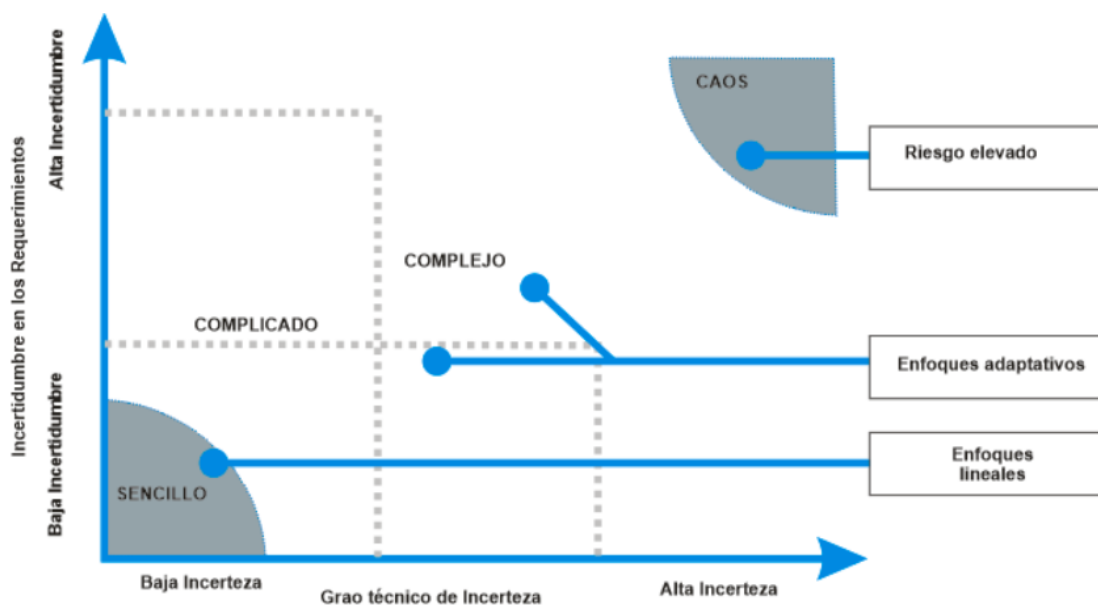 Incertidumbre en los Requerimientos
Alta Incertidumbre
Baja Incertidumbre
CAOS
Riesgo elevado
COMPLEJO
COMPLICADO
Enfoques adaptativos
Enfoques
lineales
SENCILLO
Baja Incerteza
Grao técnico de Incerteza
Alta Incerteza